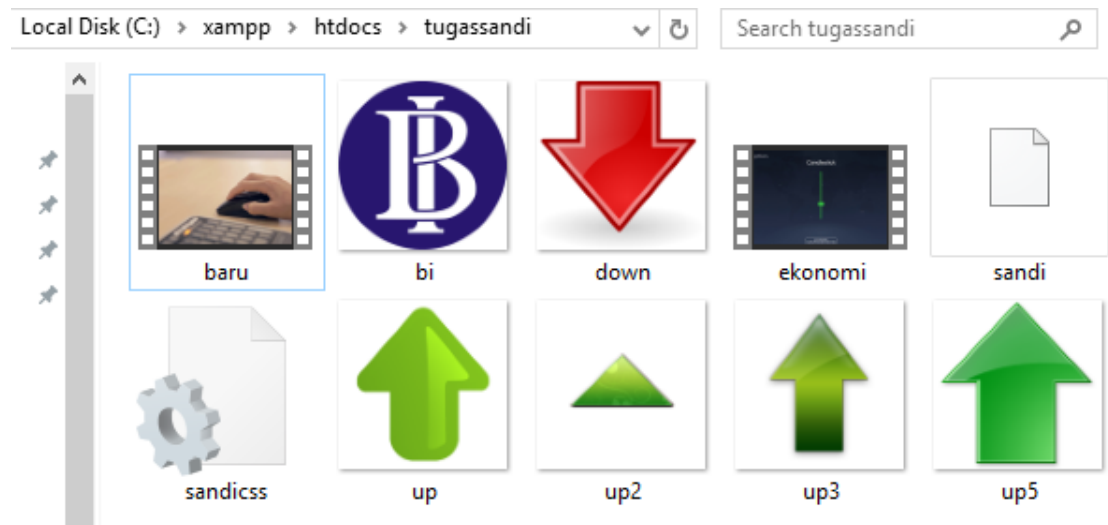 Local Disk (C:) > xampp > htdocs > tugassandi
Search tugassandi
baru
bi
down
ekonomi
sandi
sandicss
up
up2
up3
up5